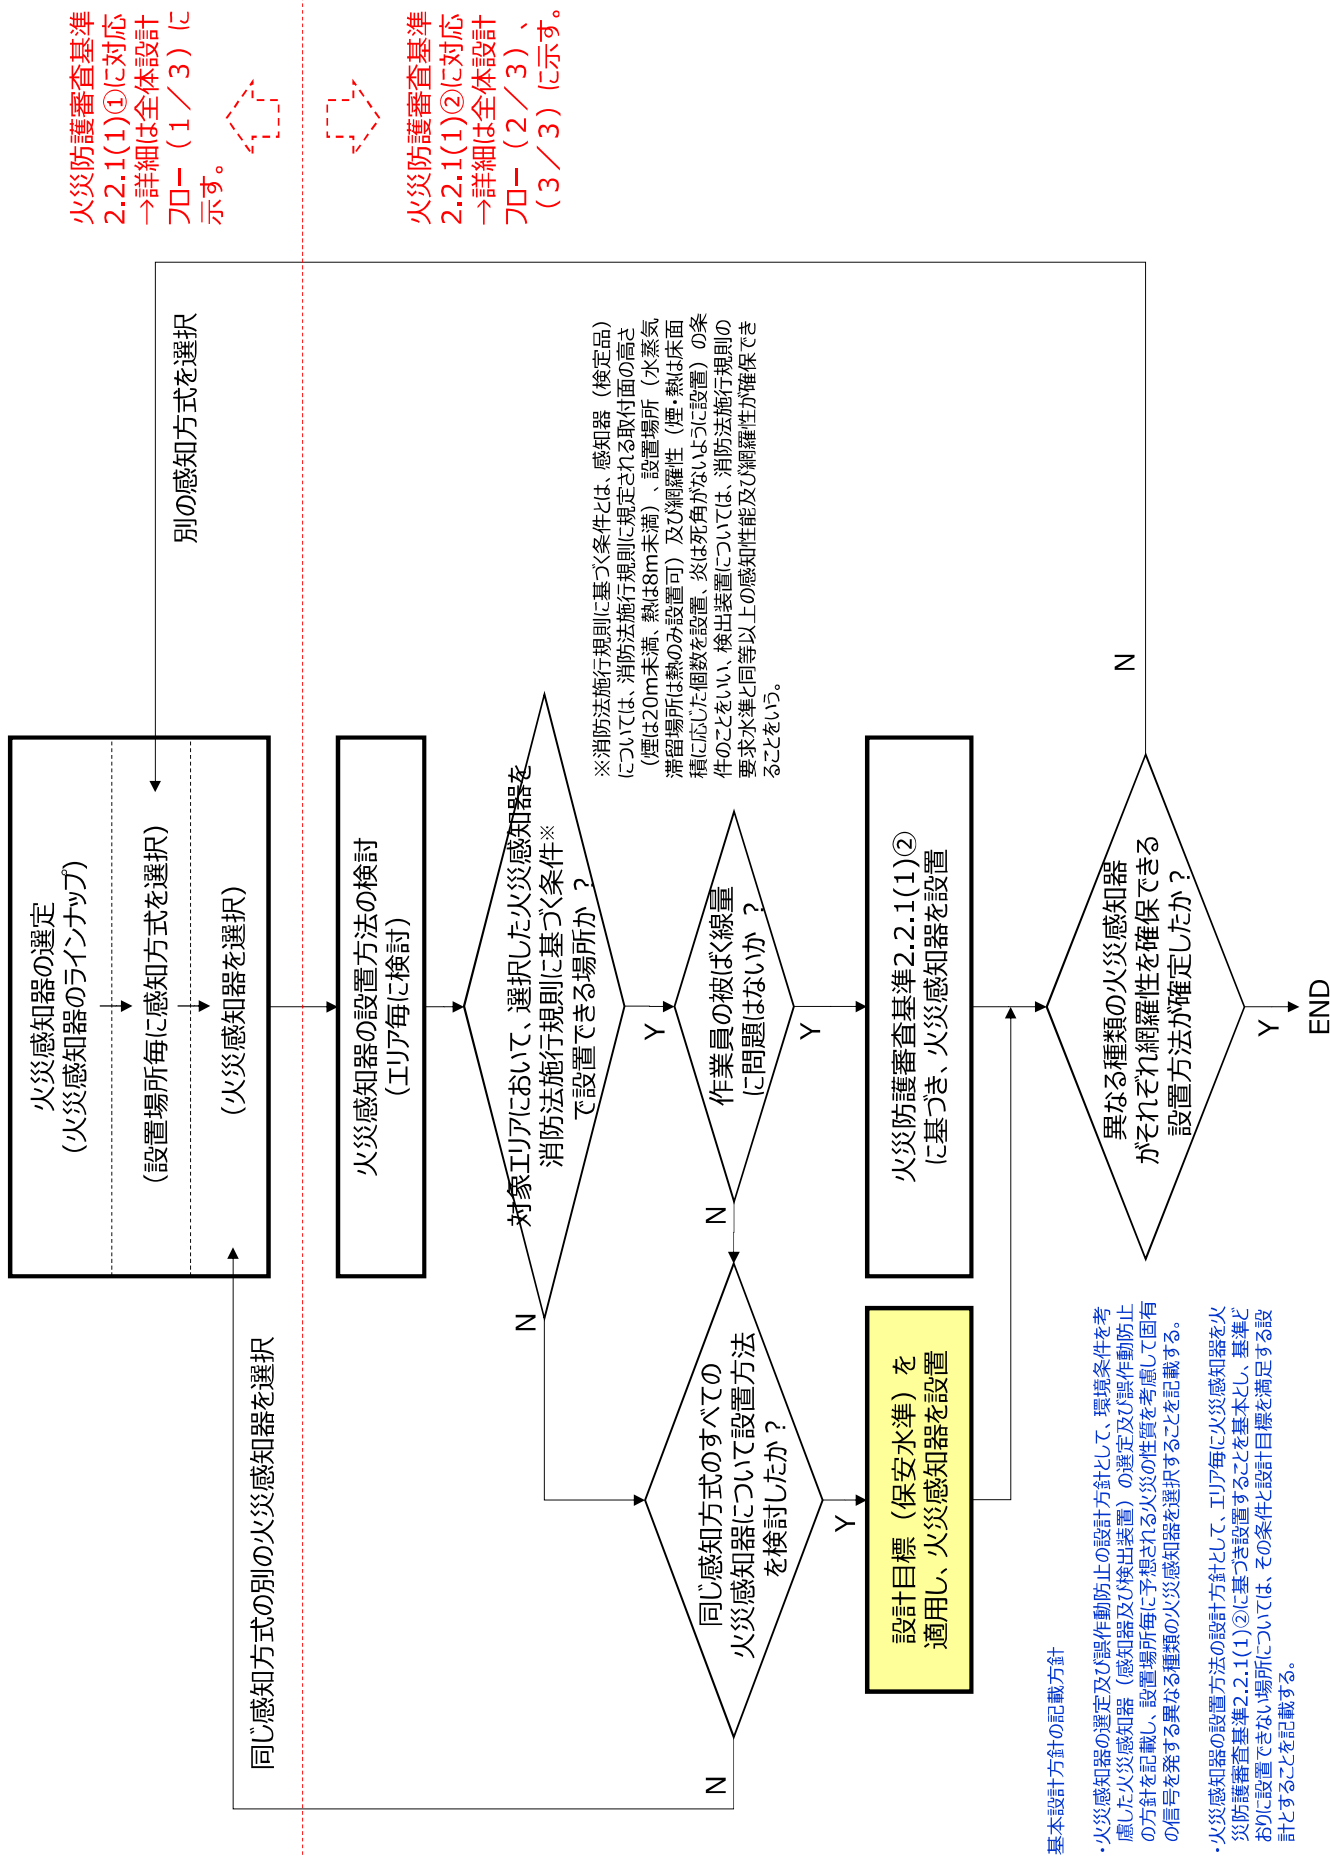 火災感知器の選定
(火災感知器のラインナップ)
(設置場所毎に感知方式を選択)
(火災感知器を選択)
別の感知方式を選択
同じ感知方式の別の火災感知器を選択
火災防護審査基準
2.2.1(1)①に対応
→詳細は全体設計
フロー（１／３）に
示す。
火災防護審査基準
2.2.1(1)②に対応
→詳細は全体設計
フロー（２／３）、
（３／３）に示す。
火災感知器の設置方法の検討
(エリア毎に検討)
対象エリアにおいて、選択した火災感知器を
消防法施行規則に基づく条件※
で設置できる場所か？
N
Y
※消防法施行規則に基づく条件とは、感知器（検定品）
については、消防法施行規則に規定される取付面の高さ
（煙は20m未満、熱は8m未満）、設置場所（水蒸気
滞留場所は熱のみ設置可）及び網羅性（煙・熱は床面
積に応じた個数を設置、炎は死角がないように設置）の条
件のことをいい、検出装置については、消防法施行規則の
要求水準と同等以上の感知性能及び網羅性が確保でき
ることをいう。
作業員の被ばく線量
に問題はないか？
N
Y
同じ感知方式のすべての
火災感知器について設置方法
を検討したか？
N
Y
火災防護審査基準2.2.1(1)②
に基づき、火災感知器を設置
設計目標（保安水準）を
適用し、火災感知器を設置
異なる種類の火災感知器
がそれぞれ網羅性を確保できる
設置方法が確定したか？
N
Y
END
基本設計方針の記載方針
・火災感知器の選定及び誤作動防止の設計方針として、環境条件を考
慮した火災感知器（感知器及び検出装置）の選定及び誤作動防止
の方針を記載し、設置場所毎に予想される火災の性質を考慮して固有
の信号を発する異なる種類の火災感知器を選択することを記載する。
・火災感知器の設置方法の設計方針として、エリア毎に火災感知器を火
災防護審査基準2.2.1(1)②に基づき設置することを基本とし、基準ど
おりに設置できない場所については、その条件と設計目標を満足する設
計とすることを記載する。